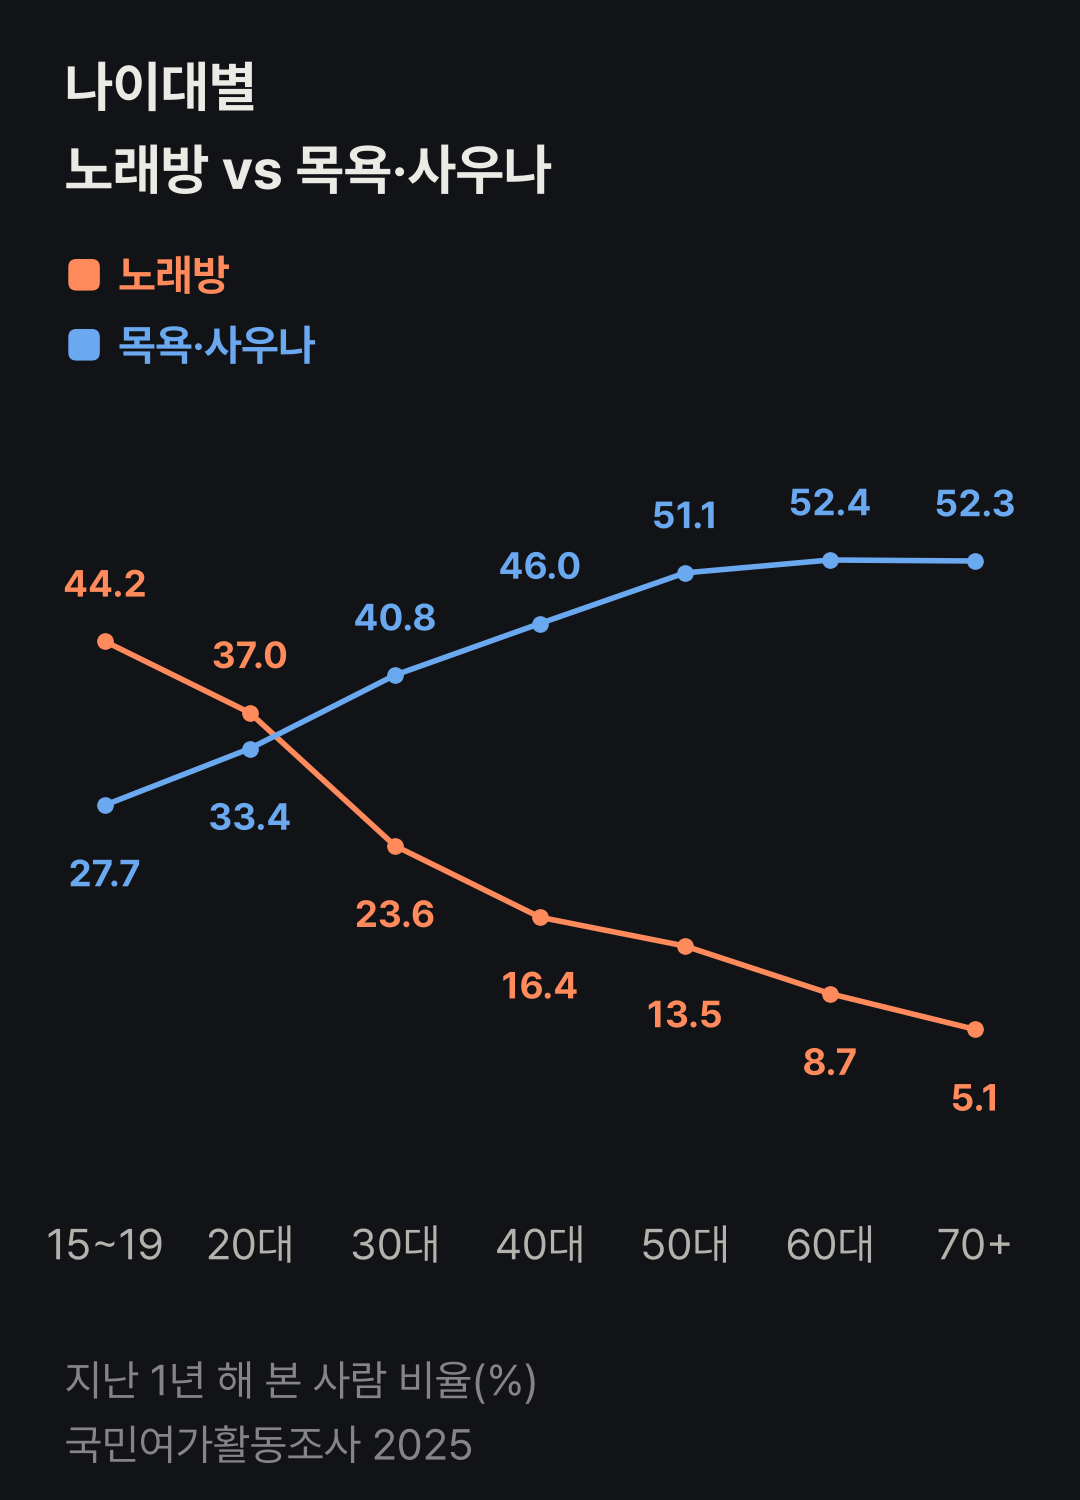 나이대별
노래방 vs 목욕·사우나
노래방
목욕·사우나
51.1 52.4 52.3
44.2 37.0 40.8 46.0
27.7 33.4 23.6 16.4 13.5 8.7 5.1
15~19 20대 30대 40대 50대 60대 70+
지난 1년 해 본 사람 비율(%)
국민여가활동조사 2025